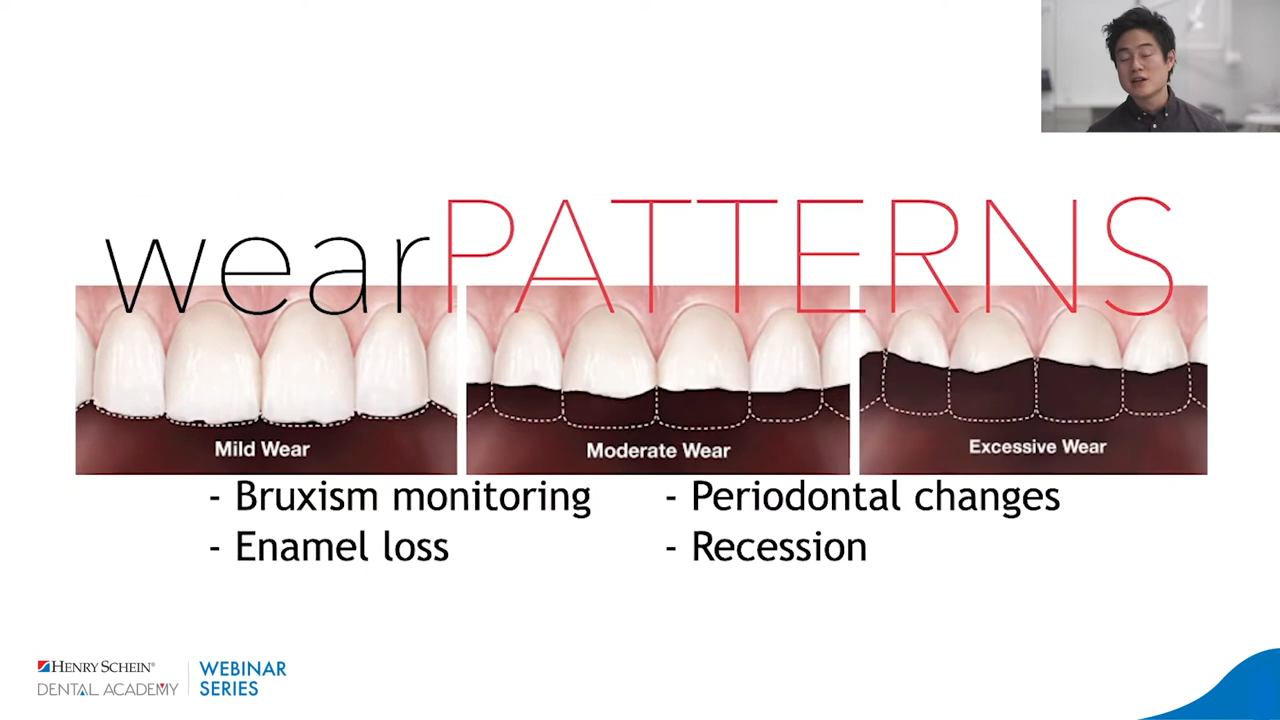 wearPATTERNS
Mild Wear
Moderate Wear
Excessive Wear
- Bruxism monitoring
- Enamel loss
- Periodontal changes
- Recession
HENRY SCHEIN®
DENTAL ACADEMY
WEBINAR
SERIES